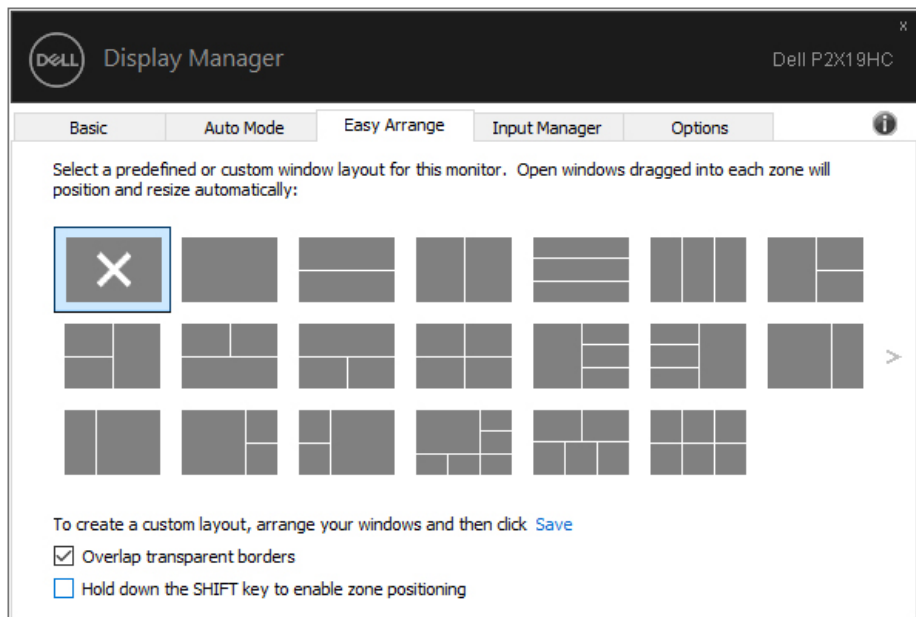 x
DELL Display Manager
Dell P2X19HC
Basic Auto Mode Easy Arrange Input Manager Options i
Select a predefined or custom window layout for this monitor. Open windows dragged into each zone will
position and resize automatically:
>
To create a custom layout, arrange your windows and then click Save
Overlap transparent borders
Hold down the SHIFT key to enable zone positioning